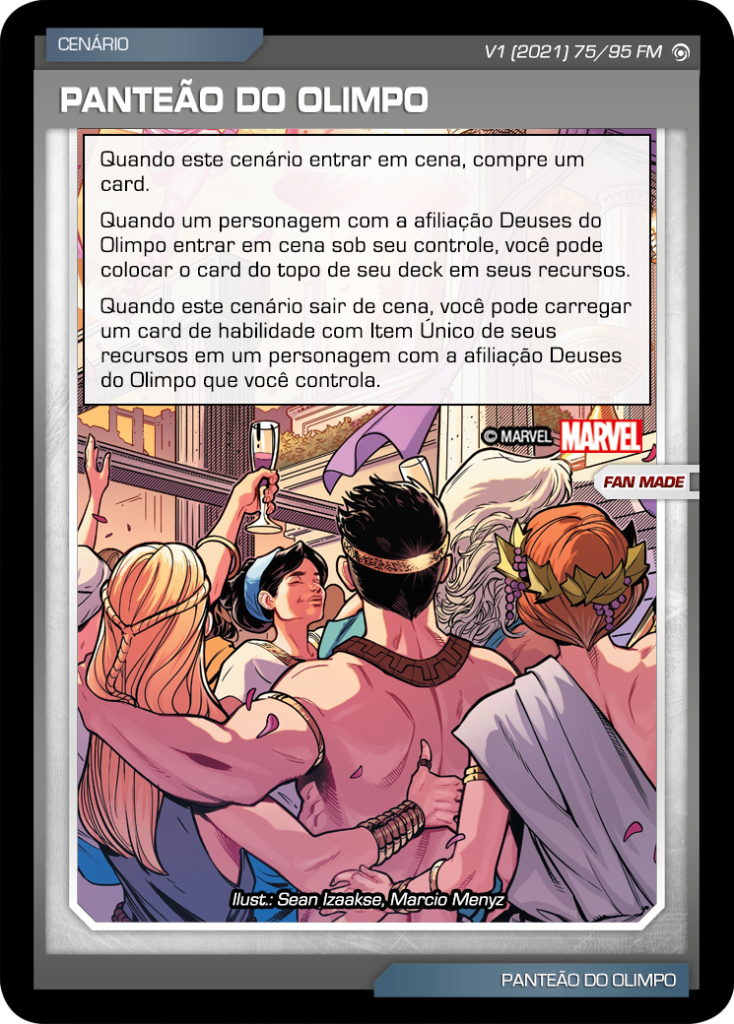 CENÁRIO
V1 (2021) 75/95 FM
PANTEÃO DO OLIMPO
Quando este cenário entrar em cena, compre um
card.
Quando um personagem com a afiliação Deuses do
Olimpo entrar em cena sob seu controle, você pode
colocar o card do topo de seu deck em seus recursos.
Quando este cenário sair de cena, você pode carregar
um card de habilidade com Item Único de seus
recursos em um personagem com a afiliação Deuses
do Olimpo que você controla.
© MARVEL MARVEL
FAN MADE
Ilust.: Sean Izaakse, Marcio Menyz
PANTEÃO DO OLIMPO